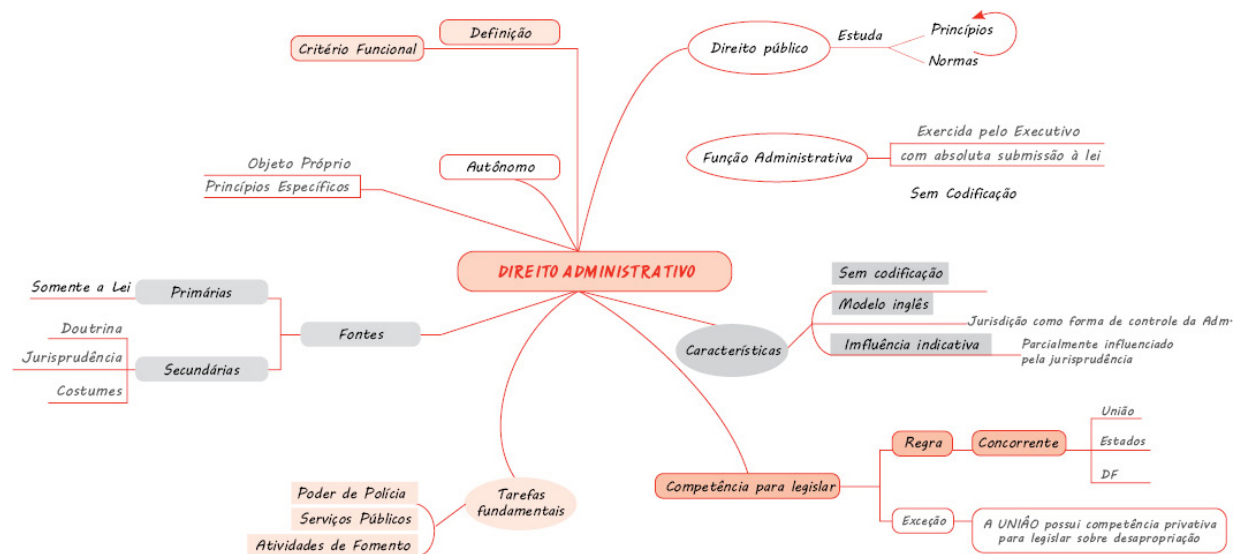 Definição
Critério Funcional
Direito público
Estuda
Princípios
Normas
Objeto Próprio
Princípios Específicos
Autônomo
Função Administrativa
Exercida pelo Executivo
com absoluta submissão à lei
Sem Codificação
DIREITO ADMINISTRATIVO
Somente a Lei
Primárias
Fontes
Doutrina
Jurisprudência
Costumes
Secundárias
Características
Sem codificação
Modelo inglês
Jurisdição como forma de controle da Adm.
Imfluência indicativa
Parcialmente influenciado
pela jurisprudência
Poder de Polícia
Serviços Públicos
Atividades de Fomento
Tarefas
fundamentais
Competência para legislar
Regra
Concorrente
União
Estados
DF
Exceção
A UNIÂO possui competência privativa
para legislar sobre desapropriação